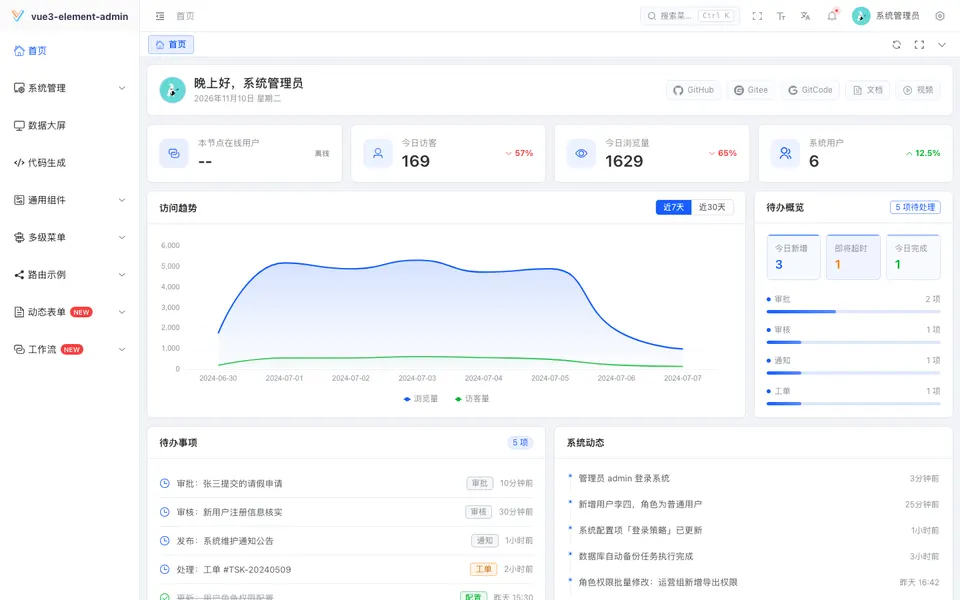 vue3-element-admin
首页
搜索菜...
Ctrl K
系统管理员
首页
系统管理
数据大屏
代码生成
通用组件
多级菜单
路由示例
动态表单 NEW
工作流 NEW
首页
晚上好，系统管理员
2026年11月10日 星期二
GitHub
Gitee
GitCode
文档
视频
本节点在线用户
--
离线
今日访客
169
57%
今日浏览量
1629
65%
系统用户
6
12.5%
访问趋势
近7天
近30天
6,000
5,000
4,000
3,000
2,000
1,000
0
2024-06-30 2024-07-01 2024-07-02 2024-07-03 2024-07-04 2024-07-05 2024-07-06 2024-07-07
浏览量 访客量
待办概览
5 项待处理
今日新增
3
即将超时
1
今日完成
1
审批 2 项
审核 1 项
通知 1 项
工单 1 项
待办事项
5 项
审批：张三提交的请假申请 审批 10分钟前
审核：新用户注册信息核实 审核 30分钟前
发布：系统维护通知公告 通知 1小时前
处理：工单 #TSK-20240509 工单 2小时前
更新：用户角色权限配置 配置 昨天 15:30
系统动态
管理员 admin 登录系统 3分钟前
新增用户李四，角色为普通用户 25分钟前
系统配置项「登录策略」已更新 1小时前
数据库自动备份任务执行完成 3小时前
角色权限批量修改：运营组新增导出权限 昨天 16:42